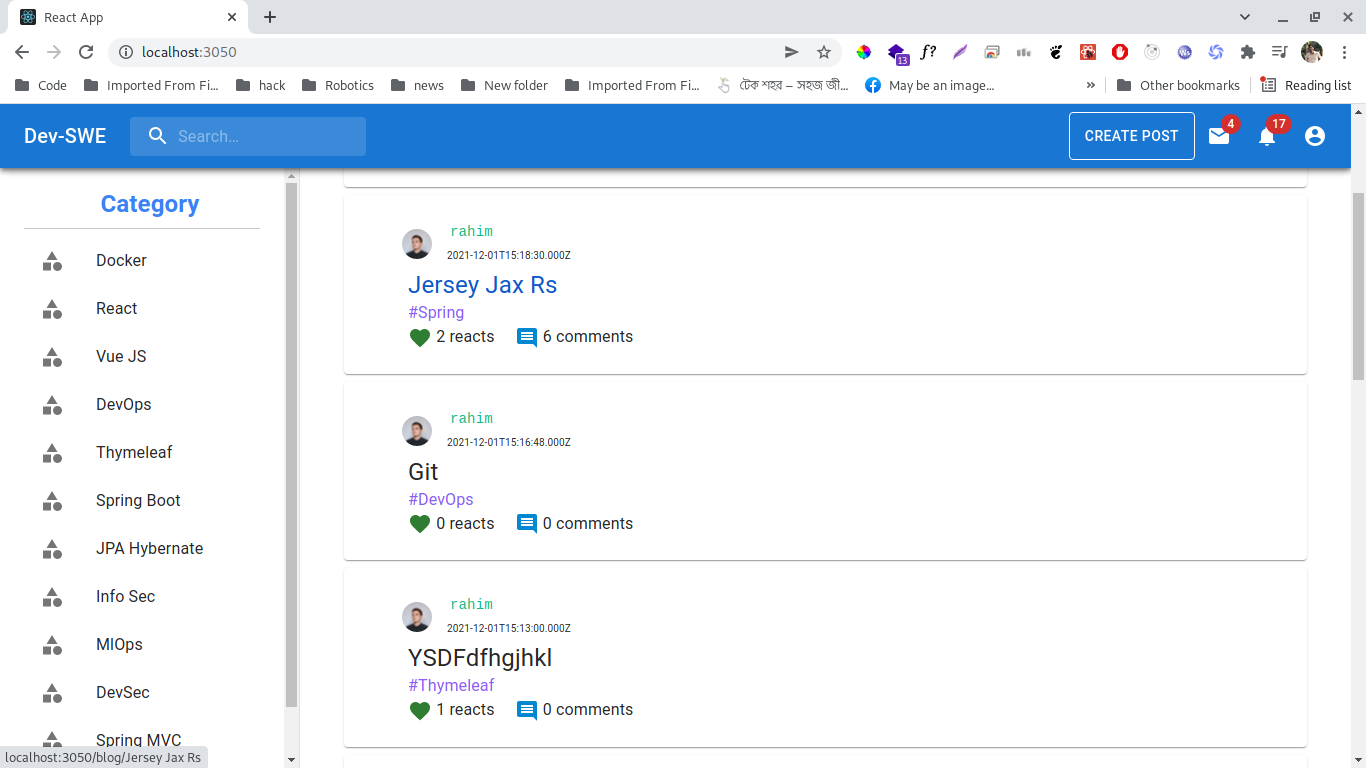 React App
localhost:3050
13
f?
Ws
Code
Imported From Fi...
hack
Robotics
news
New folder
Imported From Fi...
টেক শহর – সহজ জী...
May be an image...
»
Other bookmarks
Reading list
Dev-SWE
Search...
CREATE POST
4
17
Category
Docker
React
Vue JS
DevOps
Thymeleaf
Spring Boot
JPA Hybernate
Info Sec
MlOps
DevSec
Spring MVC
rahim
2021-12-01T15:18:30.000Z
Jersey Jax Rs
#Spring
2 reacts 6 comments
rahim
2021-12-01T15:16:48.000Z
Git
#DevOps
0 reacts 0 comments
rahim
2021-12-01T15:13:00.000Z
YSDFdfhgjhkl
#Thymeleaf
1 reacts 0 comments
localhost:3050/blog/Jersey Jax Rs